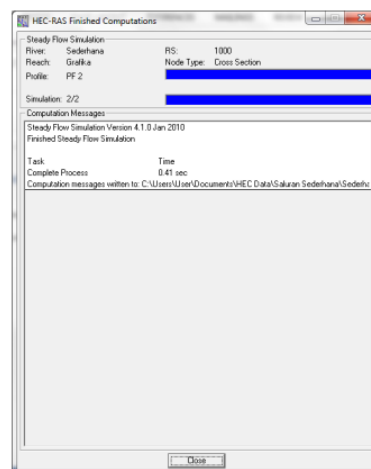 HEC-RAS Finished Computations
Steady Flow Simulation
River: Sederhana RS: 1000
Reach: Grafika Node Type: Cross Section
Profile: PF 2
Simulation: 2/2
Computation Messages
Steady Flow Simulation Version 4.1.0 Jan 2010
Finished Steady Flow Simulation
Task Time
Complete Process 0.41 sec
Computation messages written to: C:\Users\User\Documents\HEC Data\Saluran Sederhana\Sederha
Close